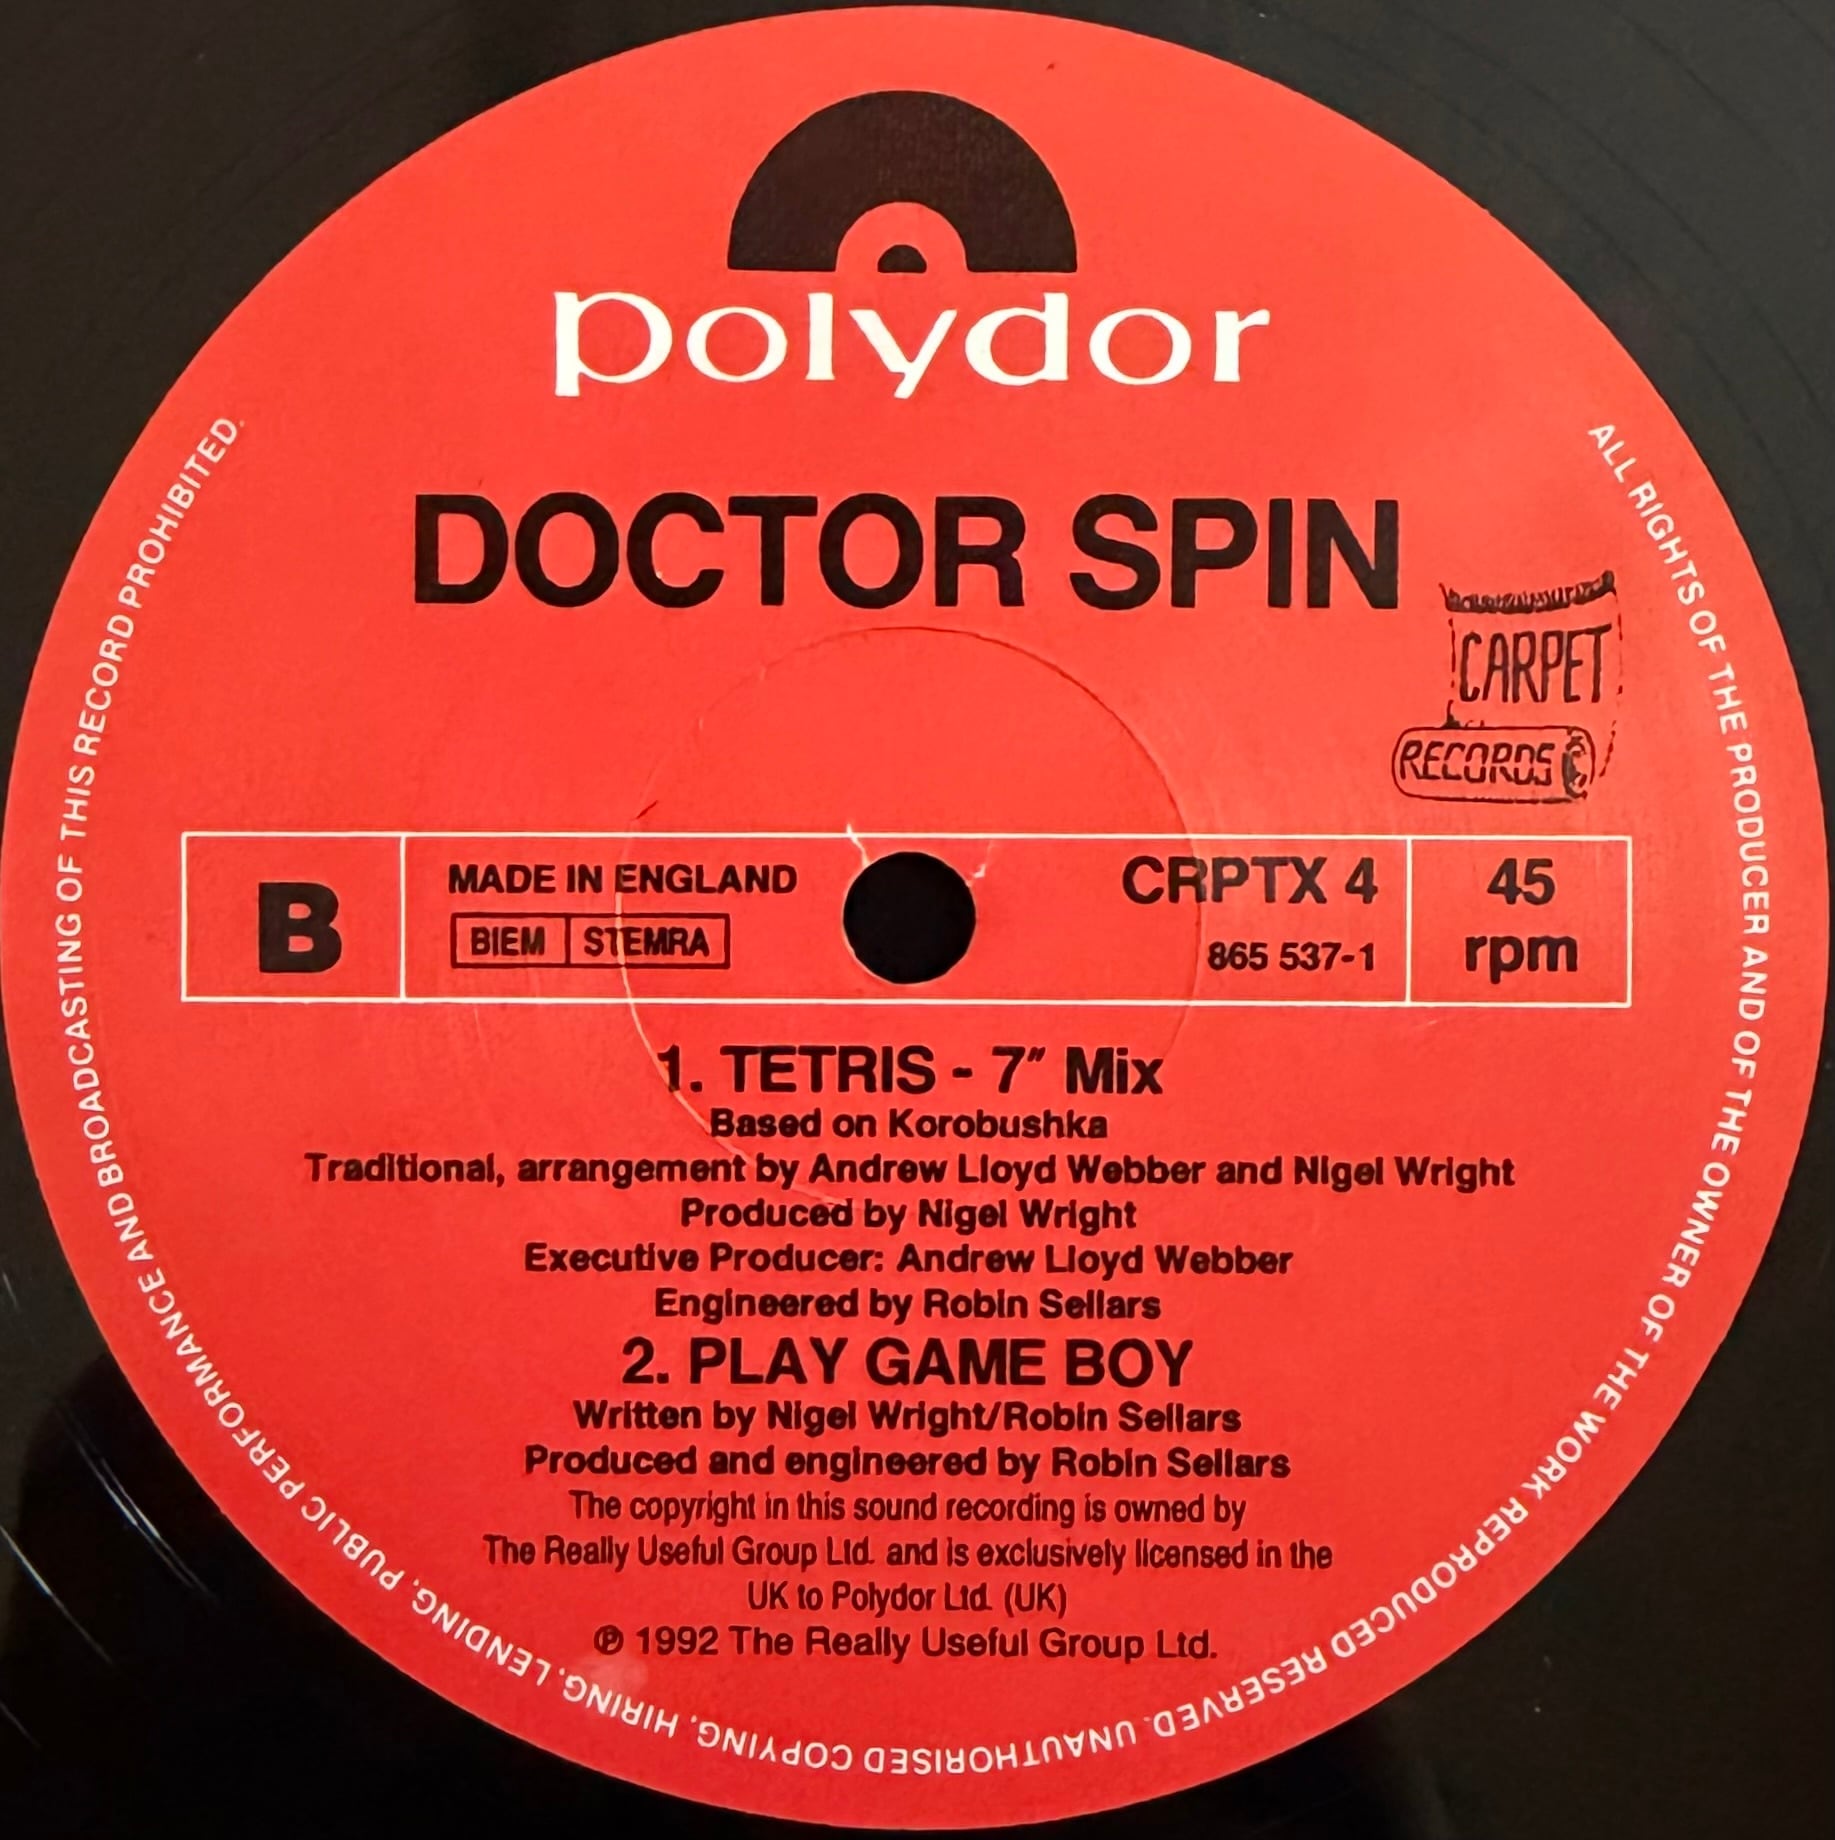 polydor
DOCTOR SPIN
CARPET
RECORDS
B
MADE IN ENGLAND
BIEM STEMRA
CRPTX 4
865 537-1
45
rpm
1. TETRIS - 7" Mix
Based on Korobushka
Traditional, arrangement by Andrew Lloyd Webber and Nigel Wright
Produced by Nigel Wright
Executive Producer: Andrew Lloyd Webber
Engineered by Robin Sellars
2. PLAY GAME BOY
Written by Nigel Wright/Robin Sellars
Produced and engineered by Robin Sellars
The copyright in this sound recording is owned by
The Really Useful Group Ltd. and is exclusively licensed in the
UK to Polydor Ltd. (UK)
℗ 1992 The Really Useful Group Ltd.
ALL RIGHTS OF THE PRODUCER AND OF THE OWNER OF THE WORK REPRODUCED RESERVED. UNAUTHORISED COPYING, HIRING, LENDING, PUBLIC PERFORMANCE AND BROADCASTING OF THIS RECORD PROHIBITED.